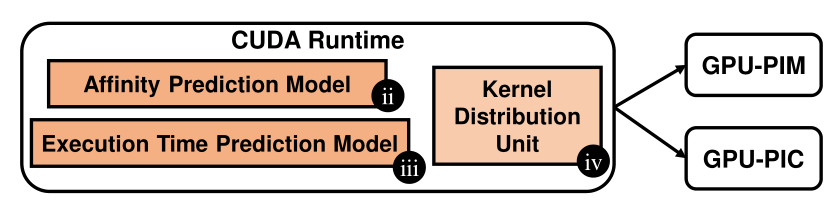 CUDA Runtime
Affinity Prediction Model
ii
Execution Time Prediction Model
iii
Kernel
Distribution
Unit
iv
GPU-PIM
GPU-PIC